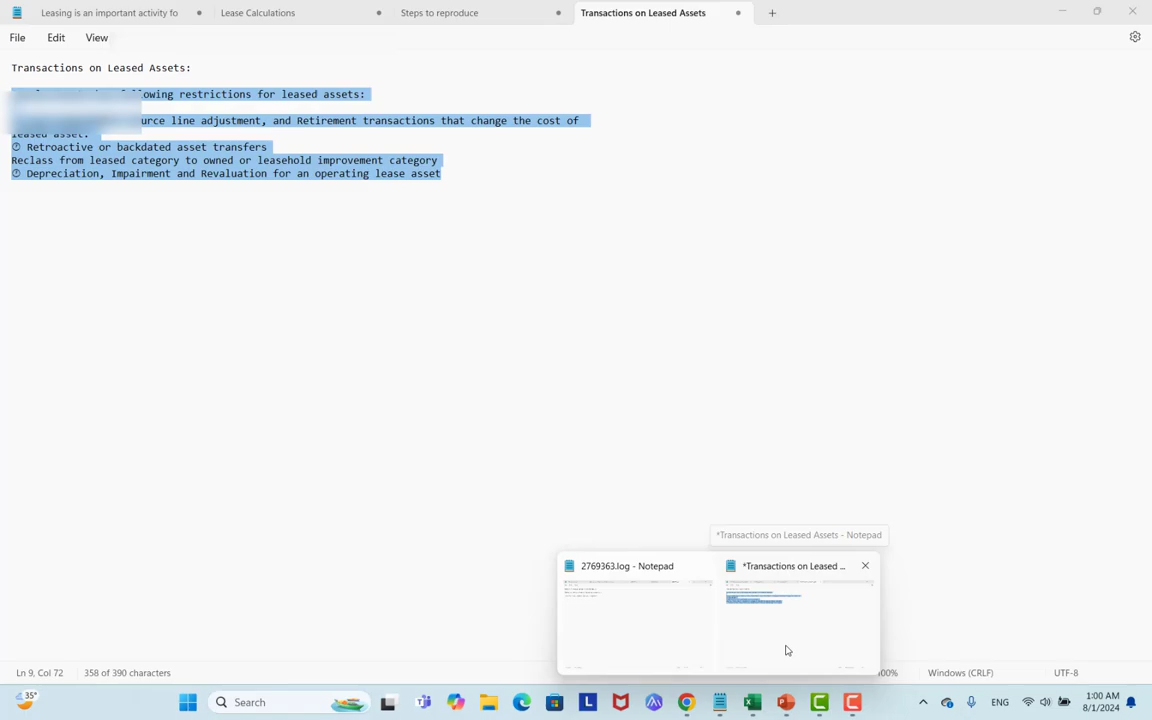 Leasing is an important activity fo
Lease Calculations
Steps to reproduce
Transactions on Leased Assets
File
Edit
View
Transactions on Leased Assets:
following restrictions for leased assets:
line adjustment, and Retirement transactions that change the cost of
leased asset.
Retroactive or backdated asset transfers
Reclass from leased category to owned or leasehold improvement category
Depreciation, Impairment and Revaluation for an operating lease asset
*Transactions on Leased Assets - Notepad
2769363.log - Notepad
*Transactions on Leased ...
Ln 9, Col 72
358 of 390 characters
Windows (CRLF)
UTF-8
35°
Search
ENG
1:00 AM
8/1/2024